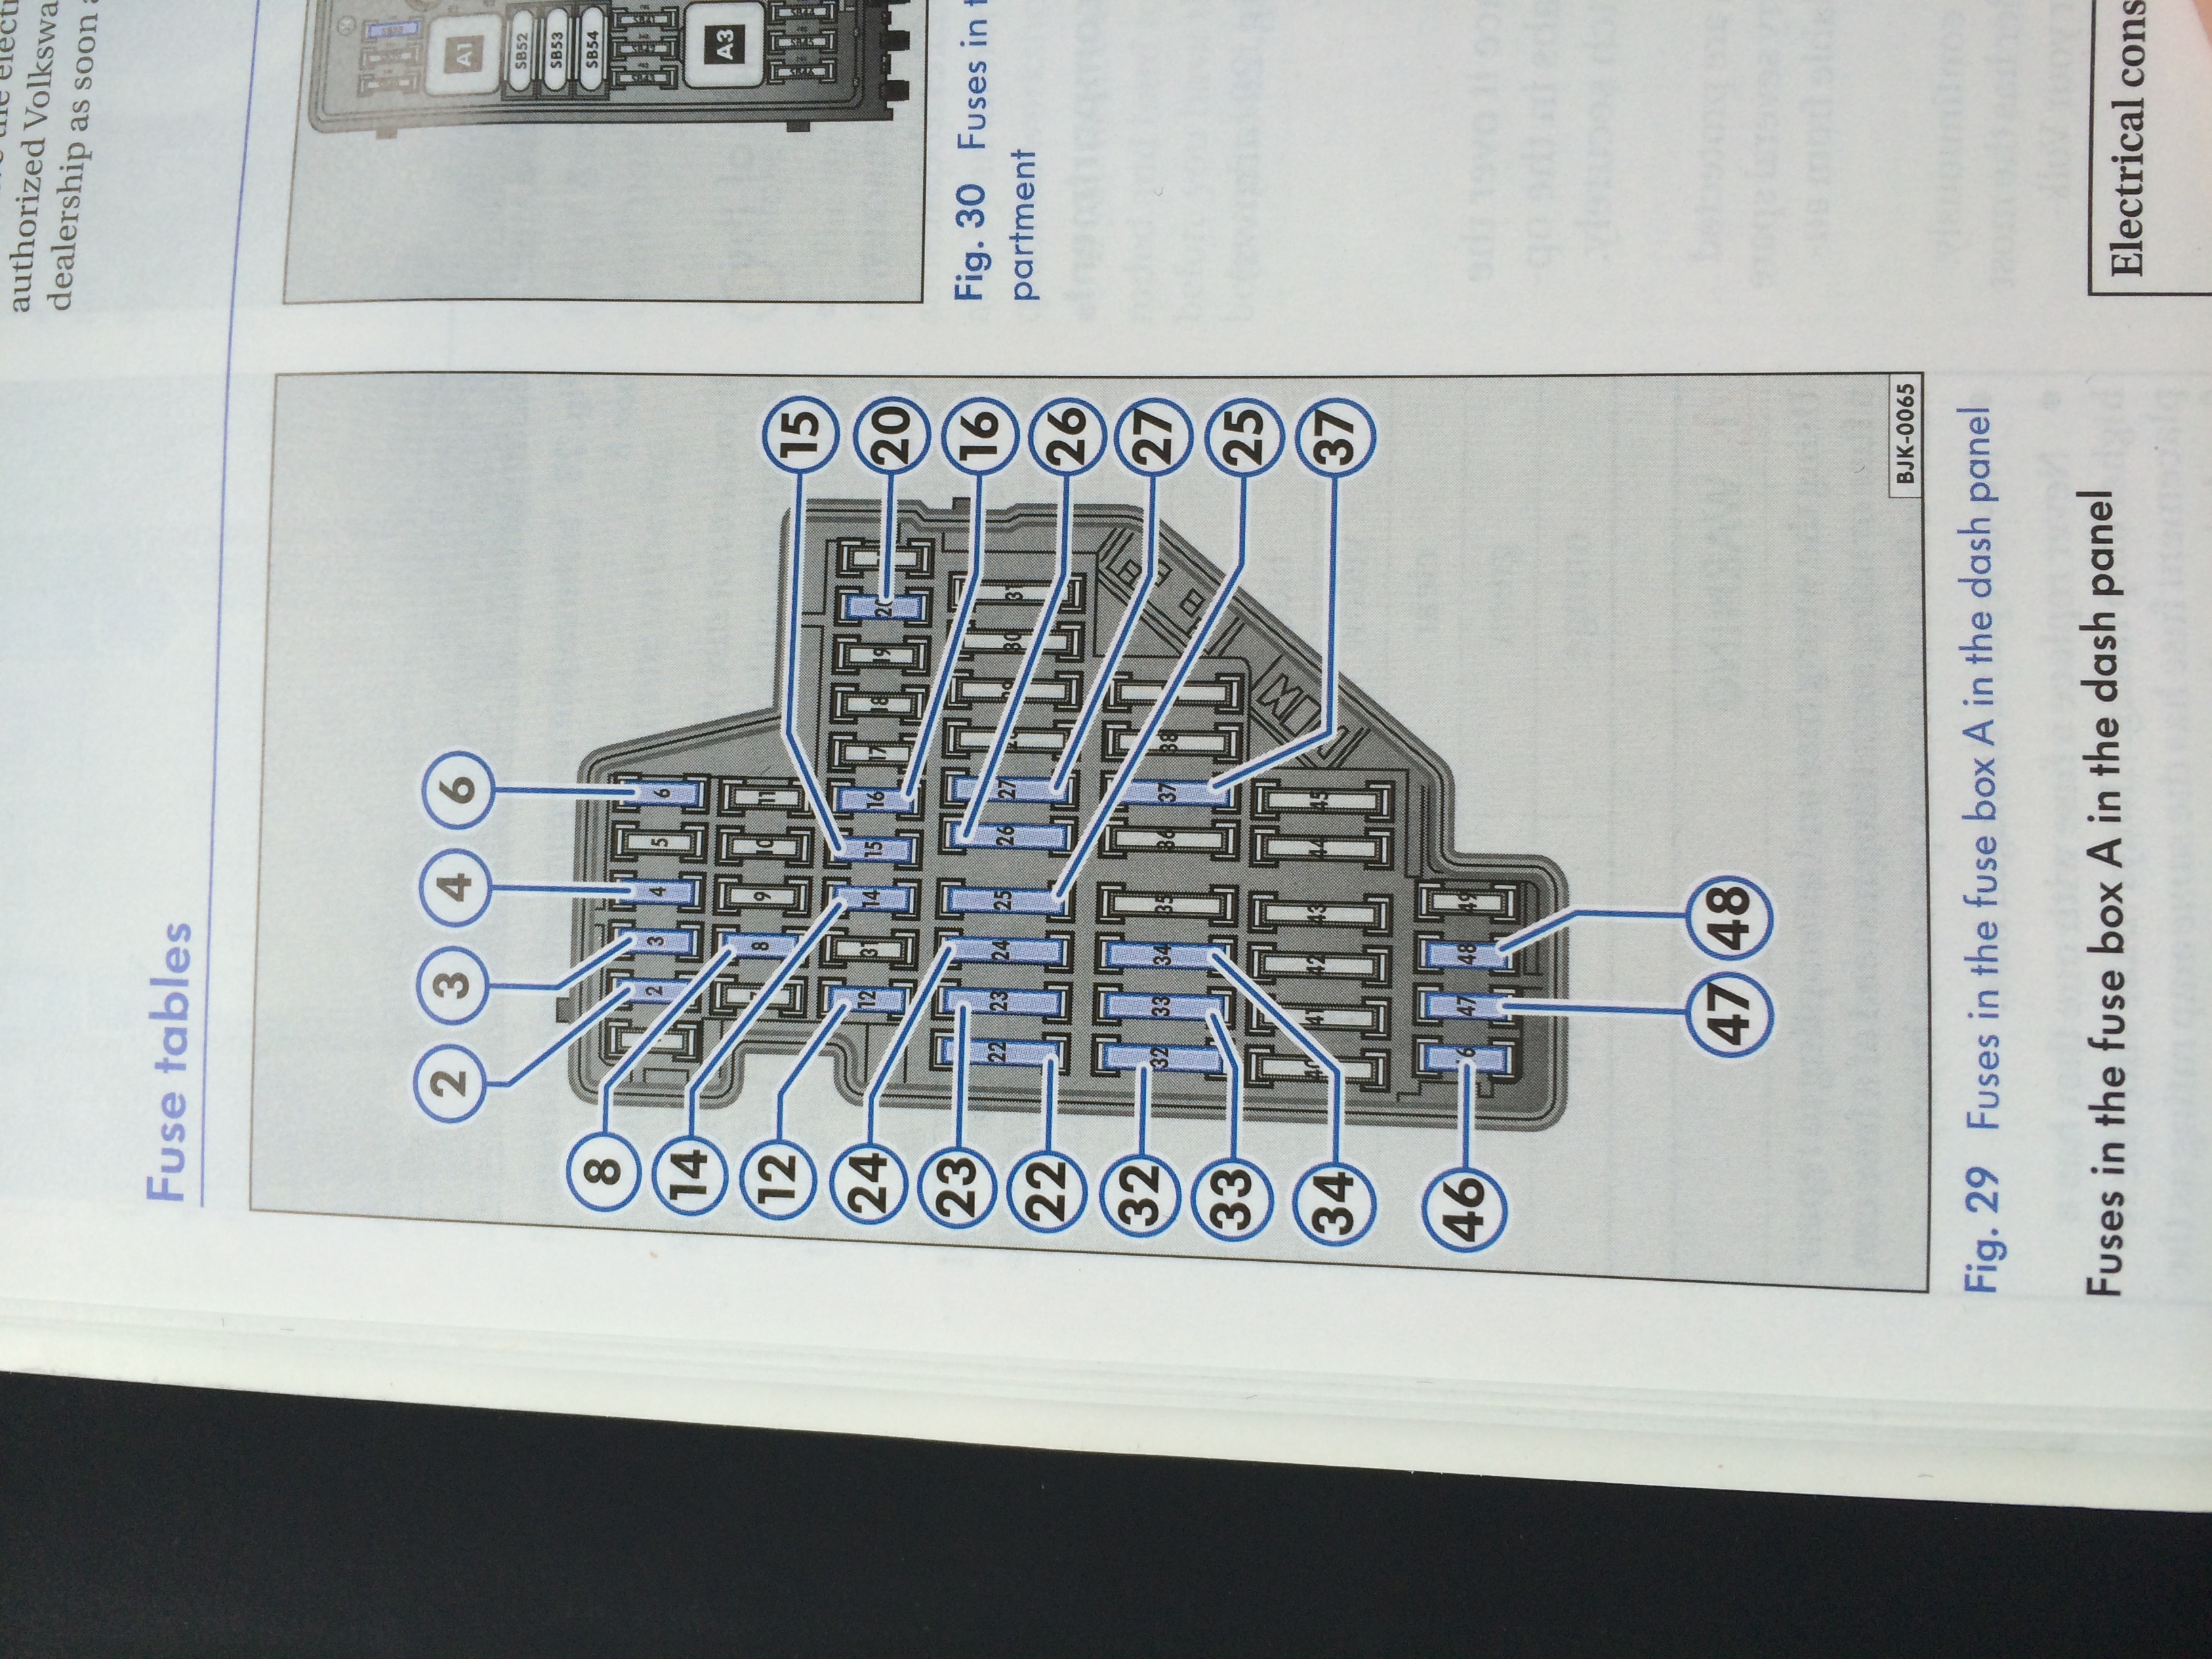 authorized Volkswa
dealership as soon
Fuse tables
2 3 4 6
8
14
12
24
23
22
32
33
34
46
15
20
16
26
27
25
37
47 48
2 3 4 5 6
8 9 10 11
12 31 14 15 16 17 18 19
22 23 24 25 26 27 30 31
32 33 34 35 36 37 38
40 41 42 43 44 45
47 48 49
BJK-0065
Fig. 29 Fuses in the fuse box A in the dash panel
Fuses in the fuse box A in the dash panel
A1
SB52
SB53
SB54
A3
Fig. 30 Fuses in
partment
Electrical cons